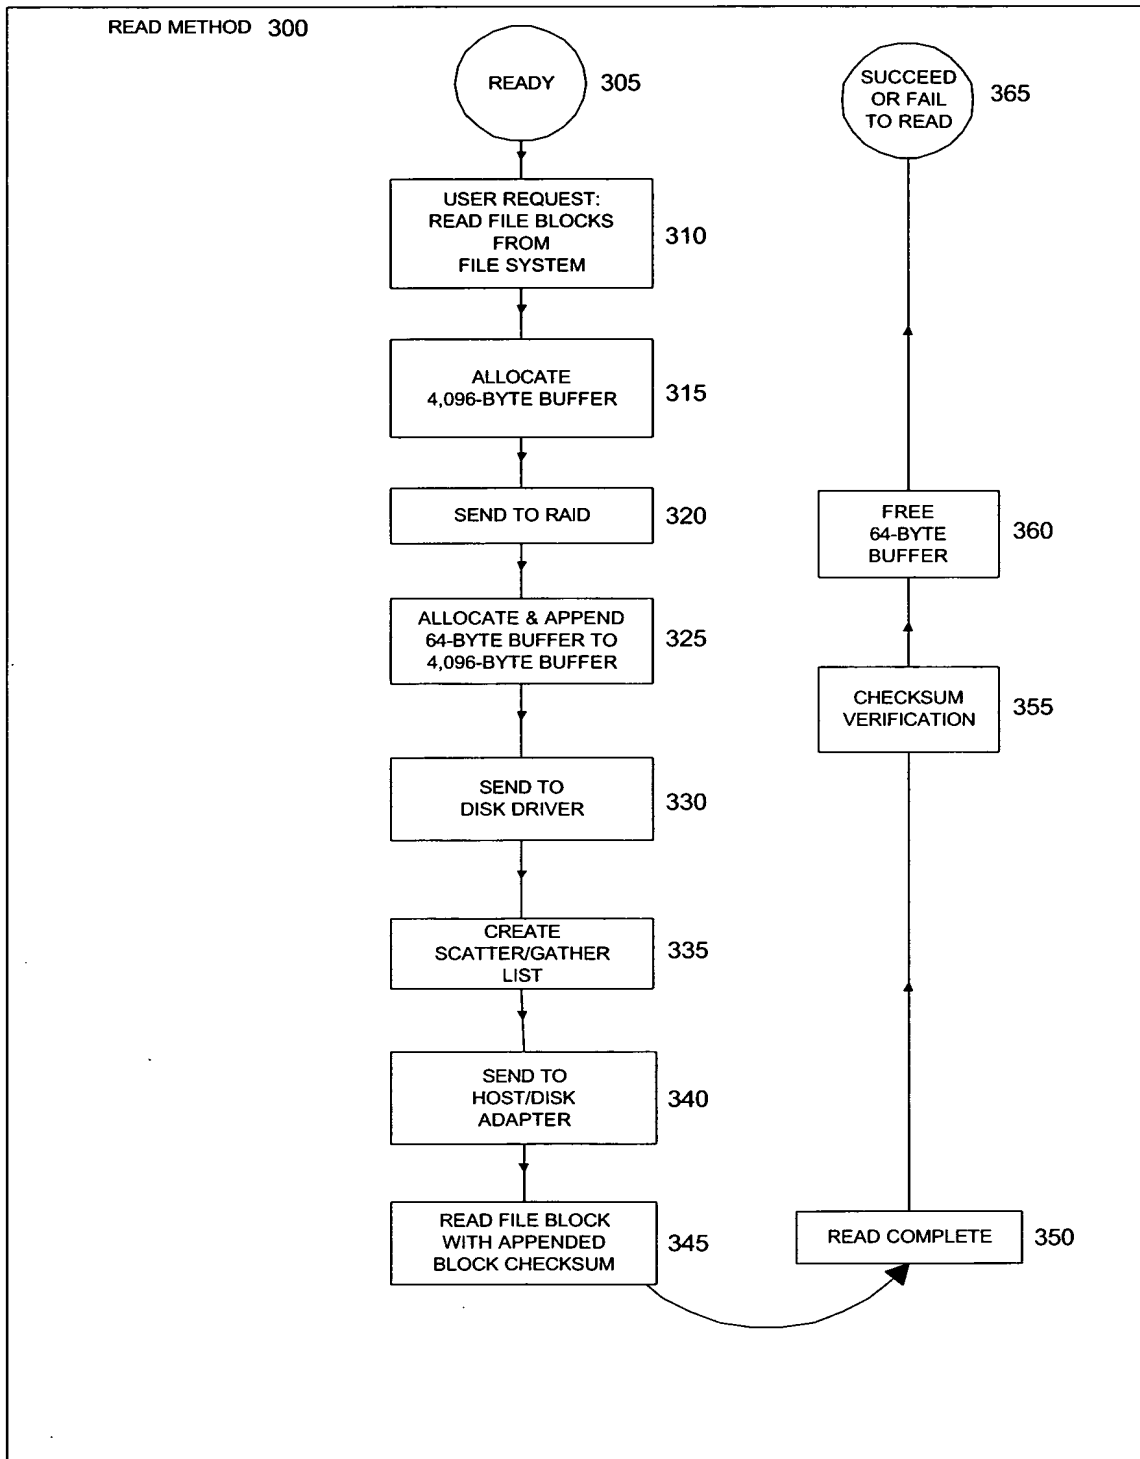 READ METHOD 300
READY
305
USER REQUEST:
READ FILE BLOCKS
FROM
FILE SYSTEM
310
ALLOCATE
4,096-BYTE BUFFER
315
SEND TO RAID
320
ALLOCATE & APPEND
64-BYTE BUFFER TO
4,096-BYTE BUFFER
325
SEND TO
DISK DRIVER
330
CREATE
SCATTER/GATHER
LIST
335
SEND TO
HOST/DISK
ADAPTER
340
READ FILE BLOCK
WITH APPENDED
BLOCK CHECKSUM
345
READ COMPLETE
350
CHECKSUM
VERIFICATION
355
FREE
64-BYTE
BUFFER
360
SUCCEED
OR FAIL
TO READ
365